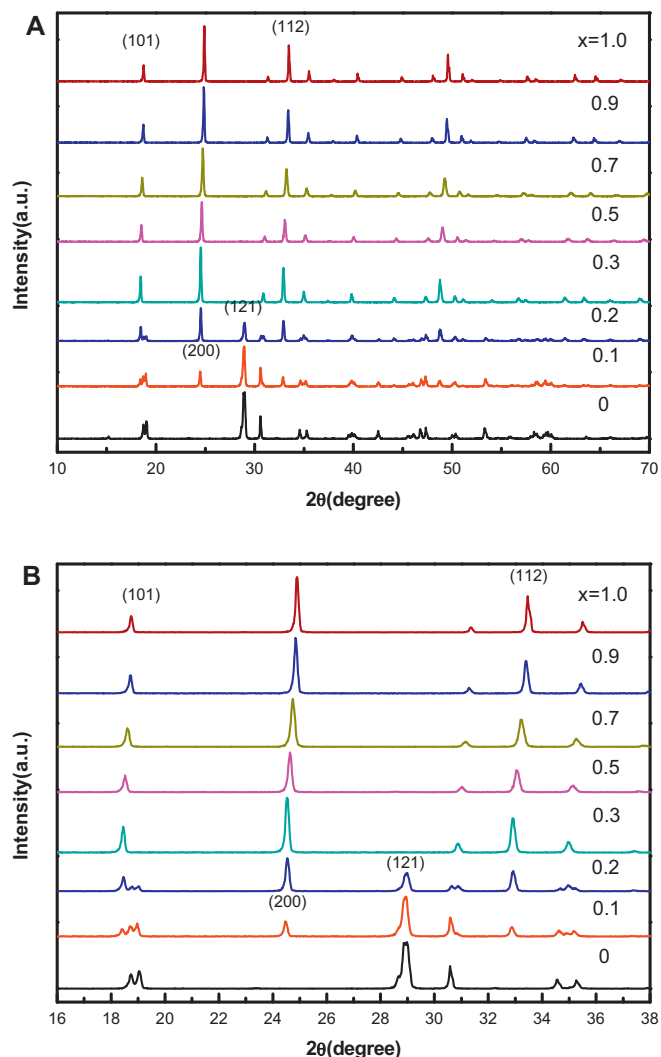 A
(101)
(112)
x=1.0
0.9
0.7
0.5
0.3
(121)
0.2
(200)
0.1
0
Intensity(a.u.)
10 20 30 40 50 60 70
2θ(degree)
B
(101)
(112)
x=1.0
0.9
0.7
0.5
0.3
(121)
0.2
(200)
0.1
0
Intensity(a.u.)
16 18 20 22 24 26 28 30 32 34 36 38
2θ(degree)